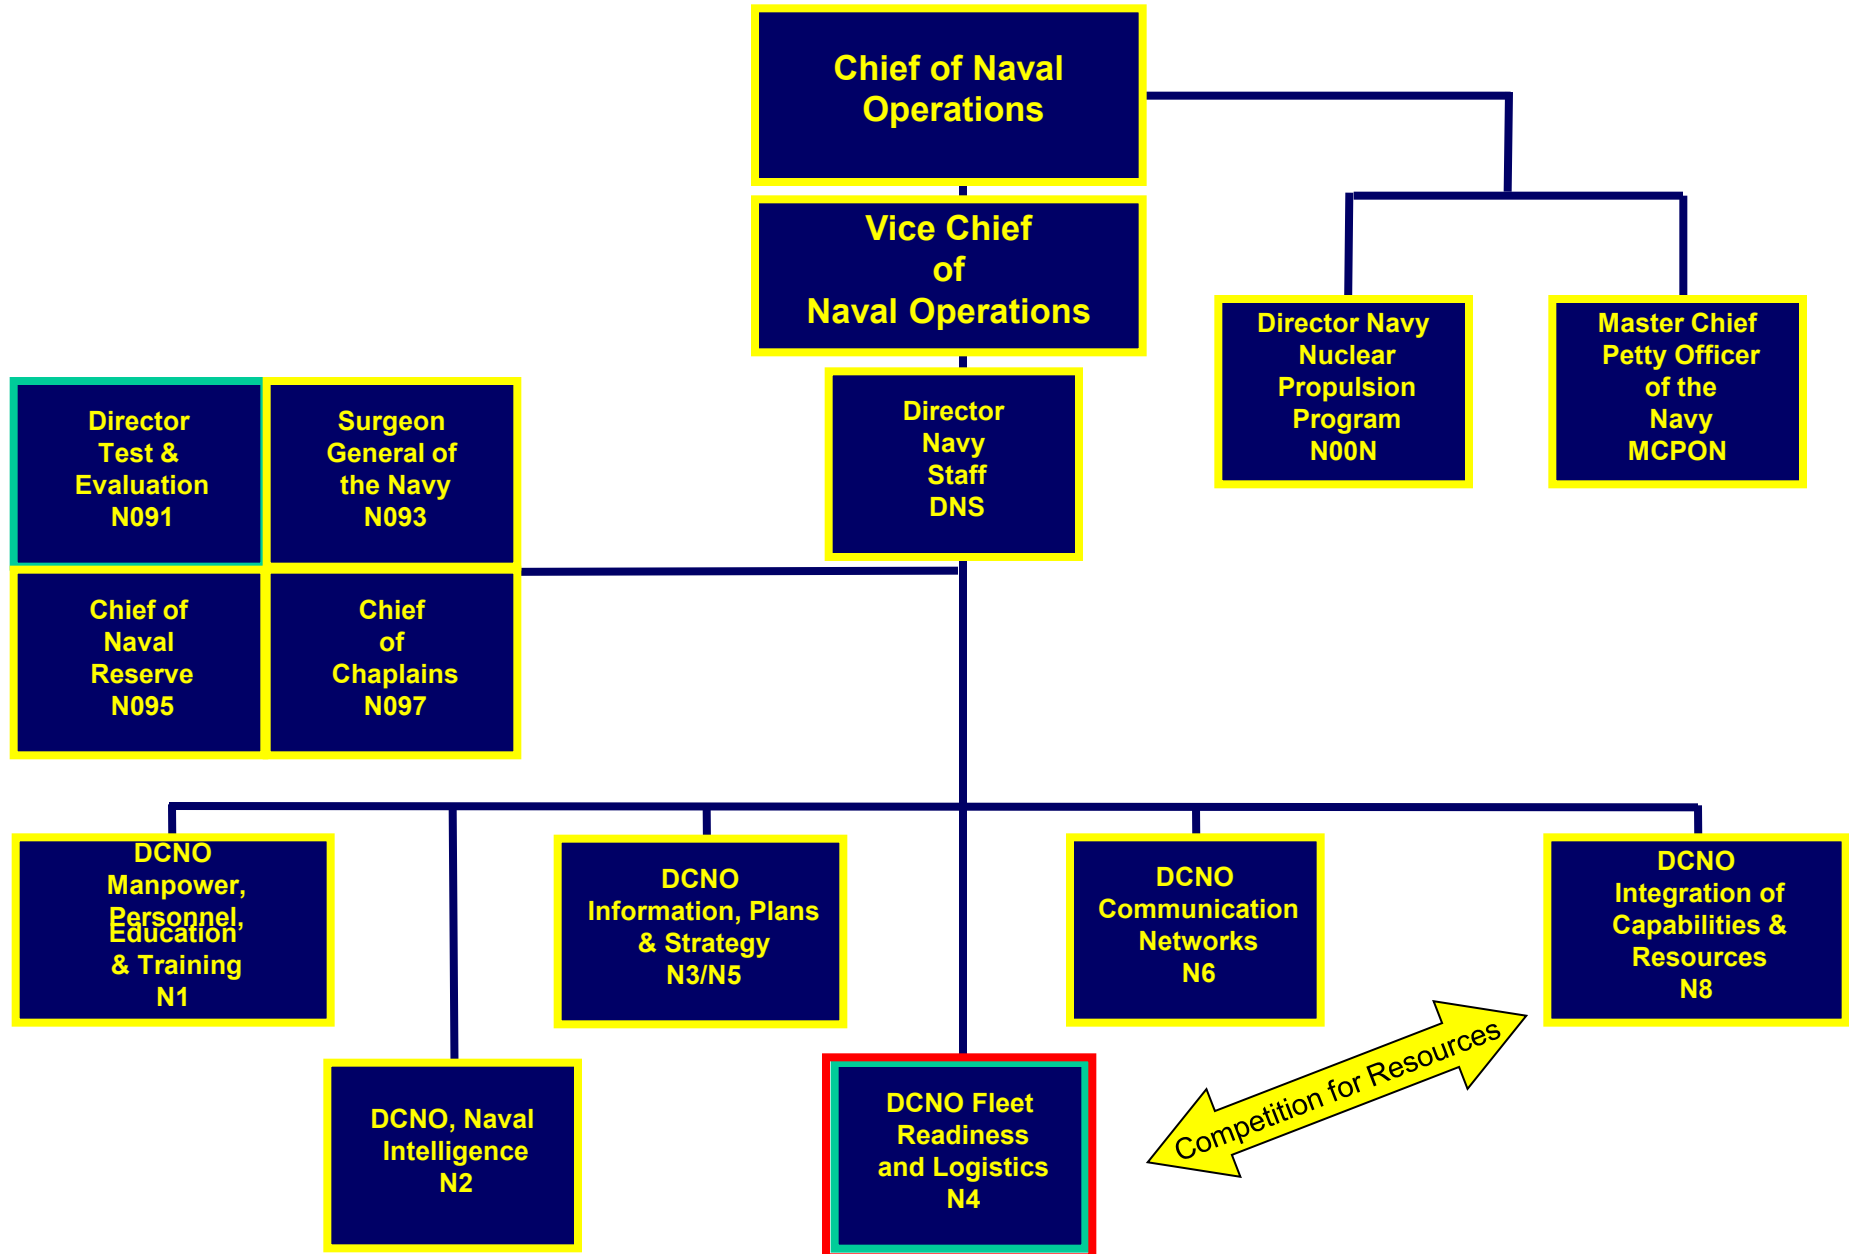 Chief of Naval
Operations
Vice Chief
of
Naval Operations
Director Navy
Nuclear
Propulsion
Program
N00N
Master Chief
Petty Officer
of the
Navy
MCPON
Director
Navy
Staff
DNS
Director
Test &
Evaluation
N091
Surgeon
General of
the Navy
N093
Chief of
Naval
Reserve
N095
Chief
of
Chaplains
N097
DCNO
Manpower,
Personnel,
Education
& Training
N1
DCNO
Information, Plans
& Strategy
N3/N5
DCNO
Communication
Networks
N6
DCNO
Integration of
Capabilities &
Resources
N8
DCNO, Naval
Intelligence
N2
DCNO Fleet
Readiness
and Logistics
N4
Competition for Resources